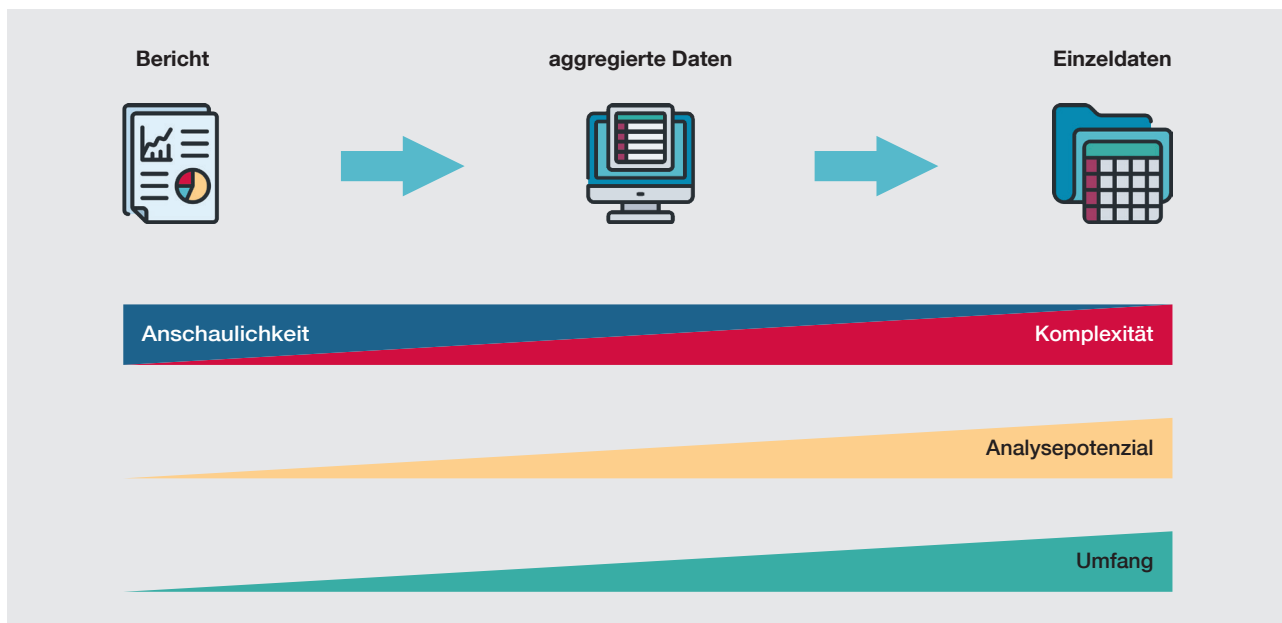 Bericht
aggregierte Daten
Einzeldaten
Anschaulichkeit
Komplexität
Analysepotenzial
Umfang